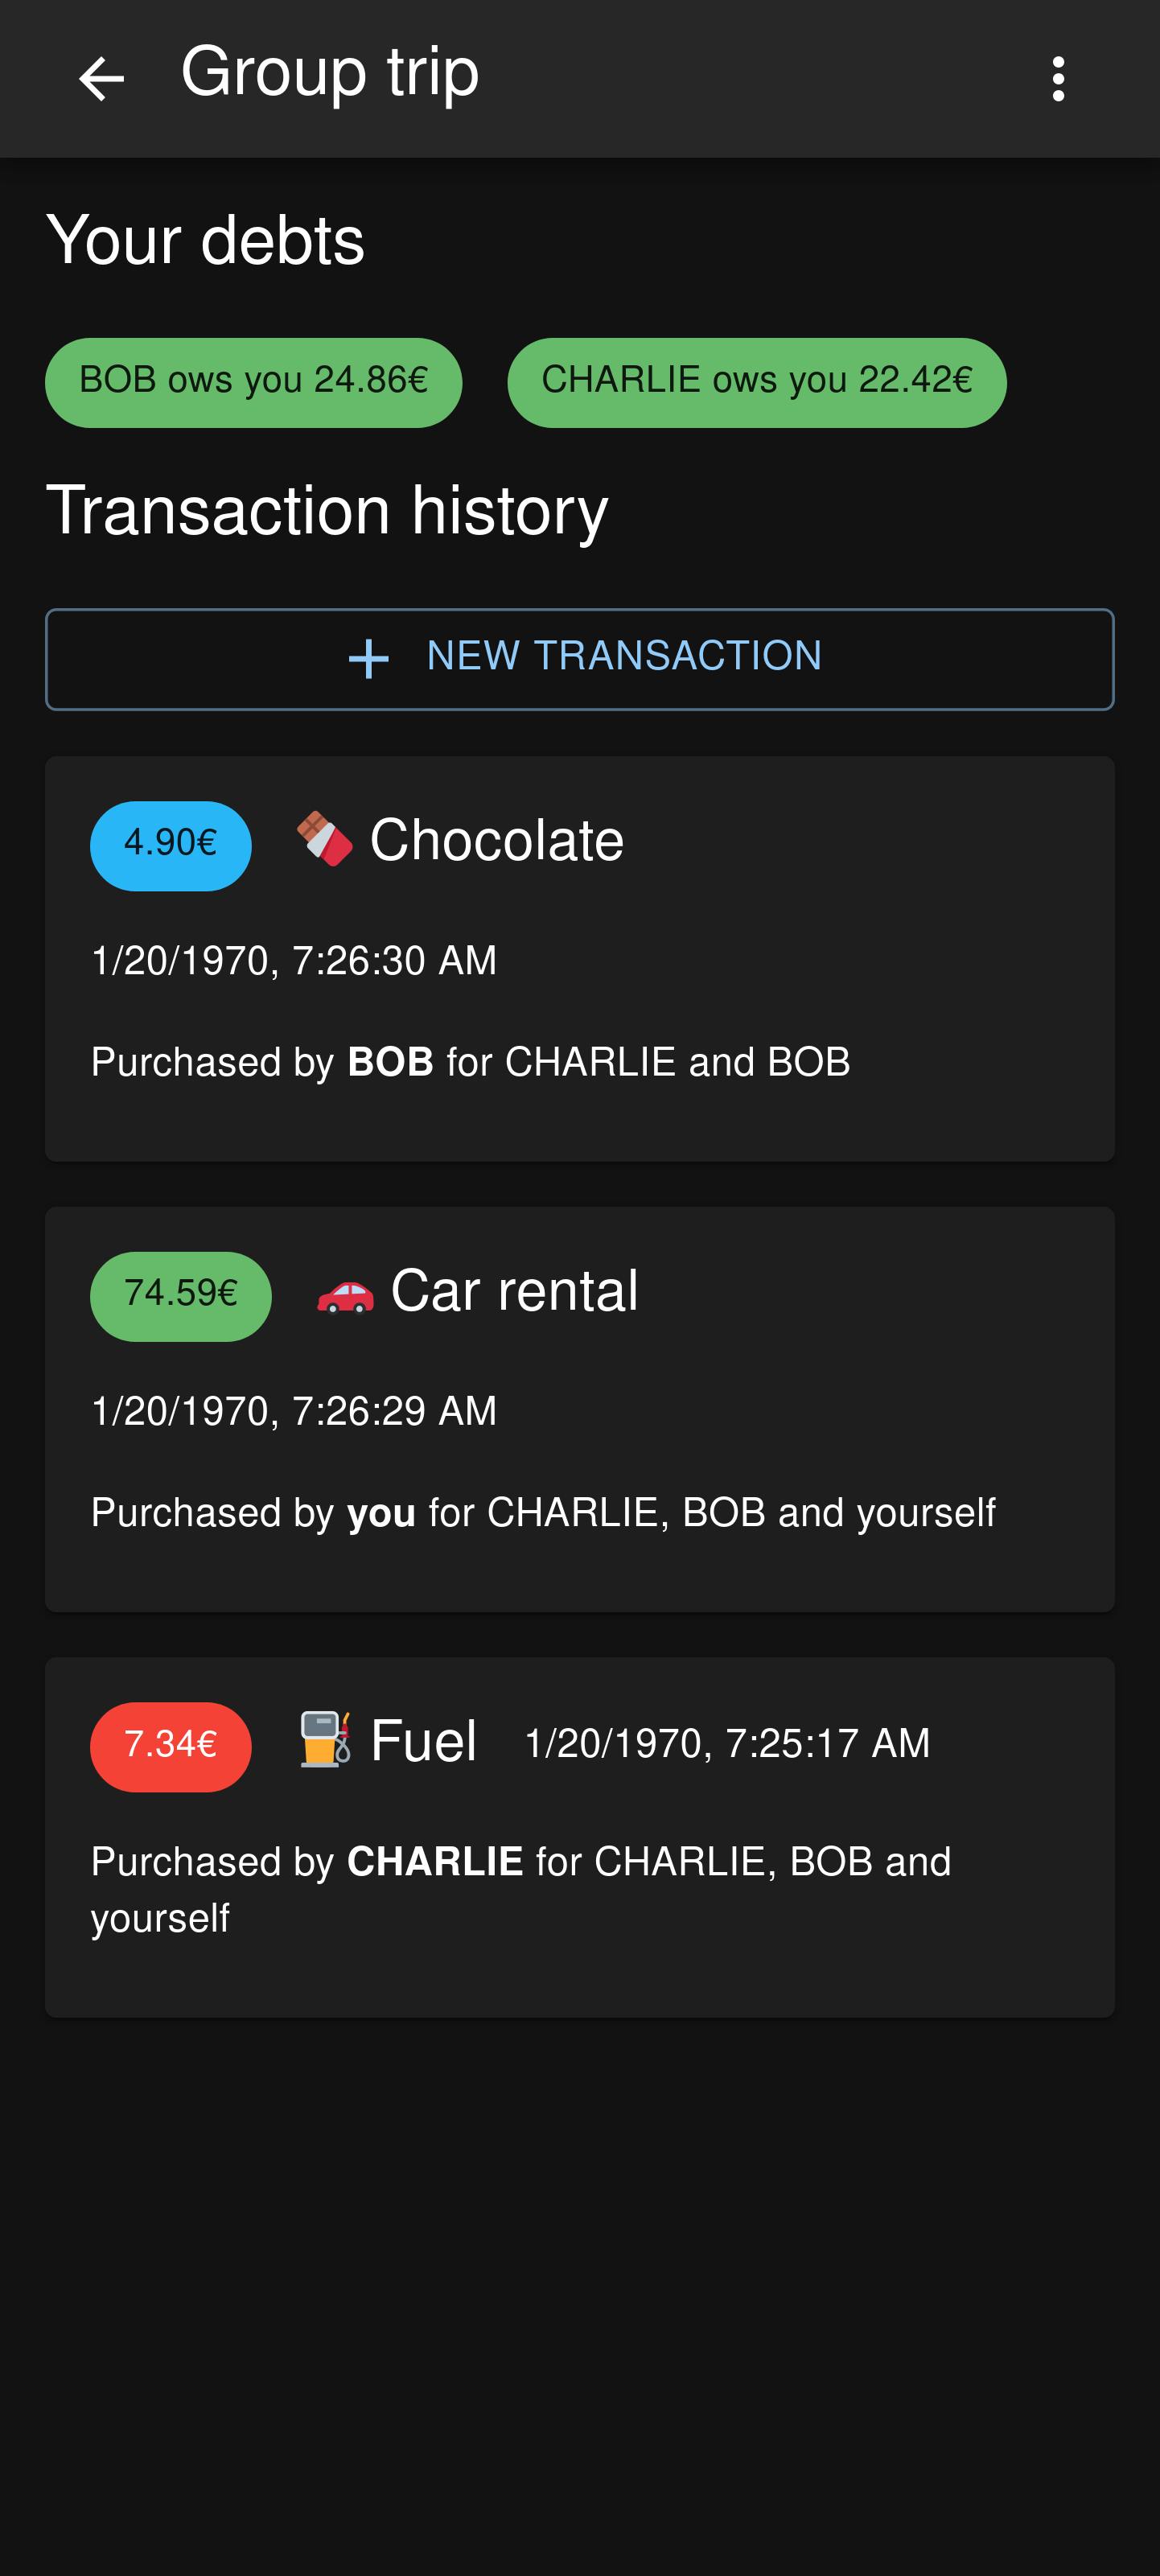 Group trip
Your debts
BOB ows you 24.86€
CHARLIE ows you 22.42€
Transaction history
NEW TRANSACTION
4.90€ Chocolate
1/20/1970, 7:26:30 AM
Purchased by BOB for CHARLIE and BOB
74.59€ Car rental
1/20/1970, 7:26:29 AM
Purchased by you for CHARLIE, BOB and yourself
7.34€ Fuel 1/20/1970, 7:25:17 AM
Purchased by CHARLIE for CHARLIE, BOB and
yourself